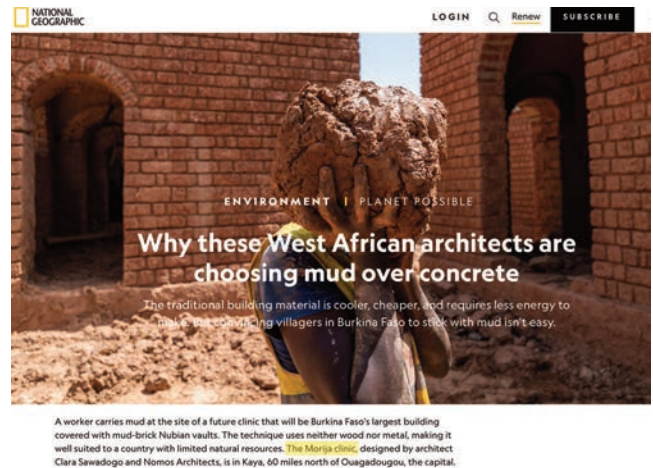 NATIONAL
GEOGRAPHIC
LOGIN
Renew
SUBSCRIBE
ENVIRONMENT | PLANET POSSIBLE
Why these West African architects are
choosing mud over concrete
The traditional building material is cooler, cheaper, and requires less energy to
make. But convincing villagers in Burkina Faso to stick with mud isn't easy.
A worker carries mud at the site of a future clinic that will be Burkina Faso's largest building
covered with mud-brick Nubian vaults. The technique uses neither wood nor metal, making it
well suited to a country with limited natural resources. The Morija clinic, designed by architect
Clara Sawadogo and Nomos Architects, is in Kaya, 60 miles north of Ouagadougou, the capital.